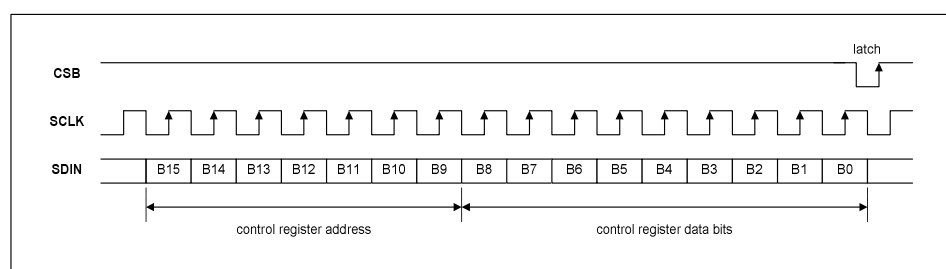 latch
CSB
SCLK
SDIN B15 B14 B13 B12 B11 B10 B9 B8 B7 B6 B5 B4 B3 B2 B1 B0
control register address control register data bits